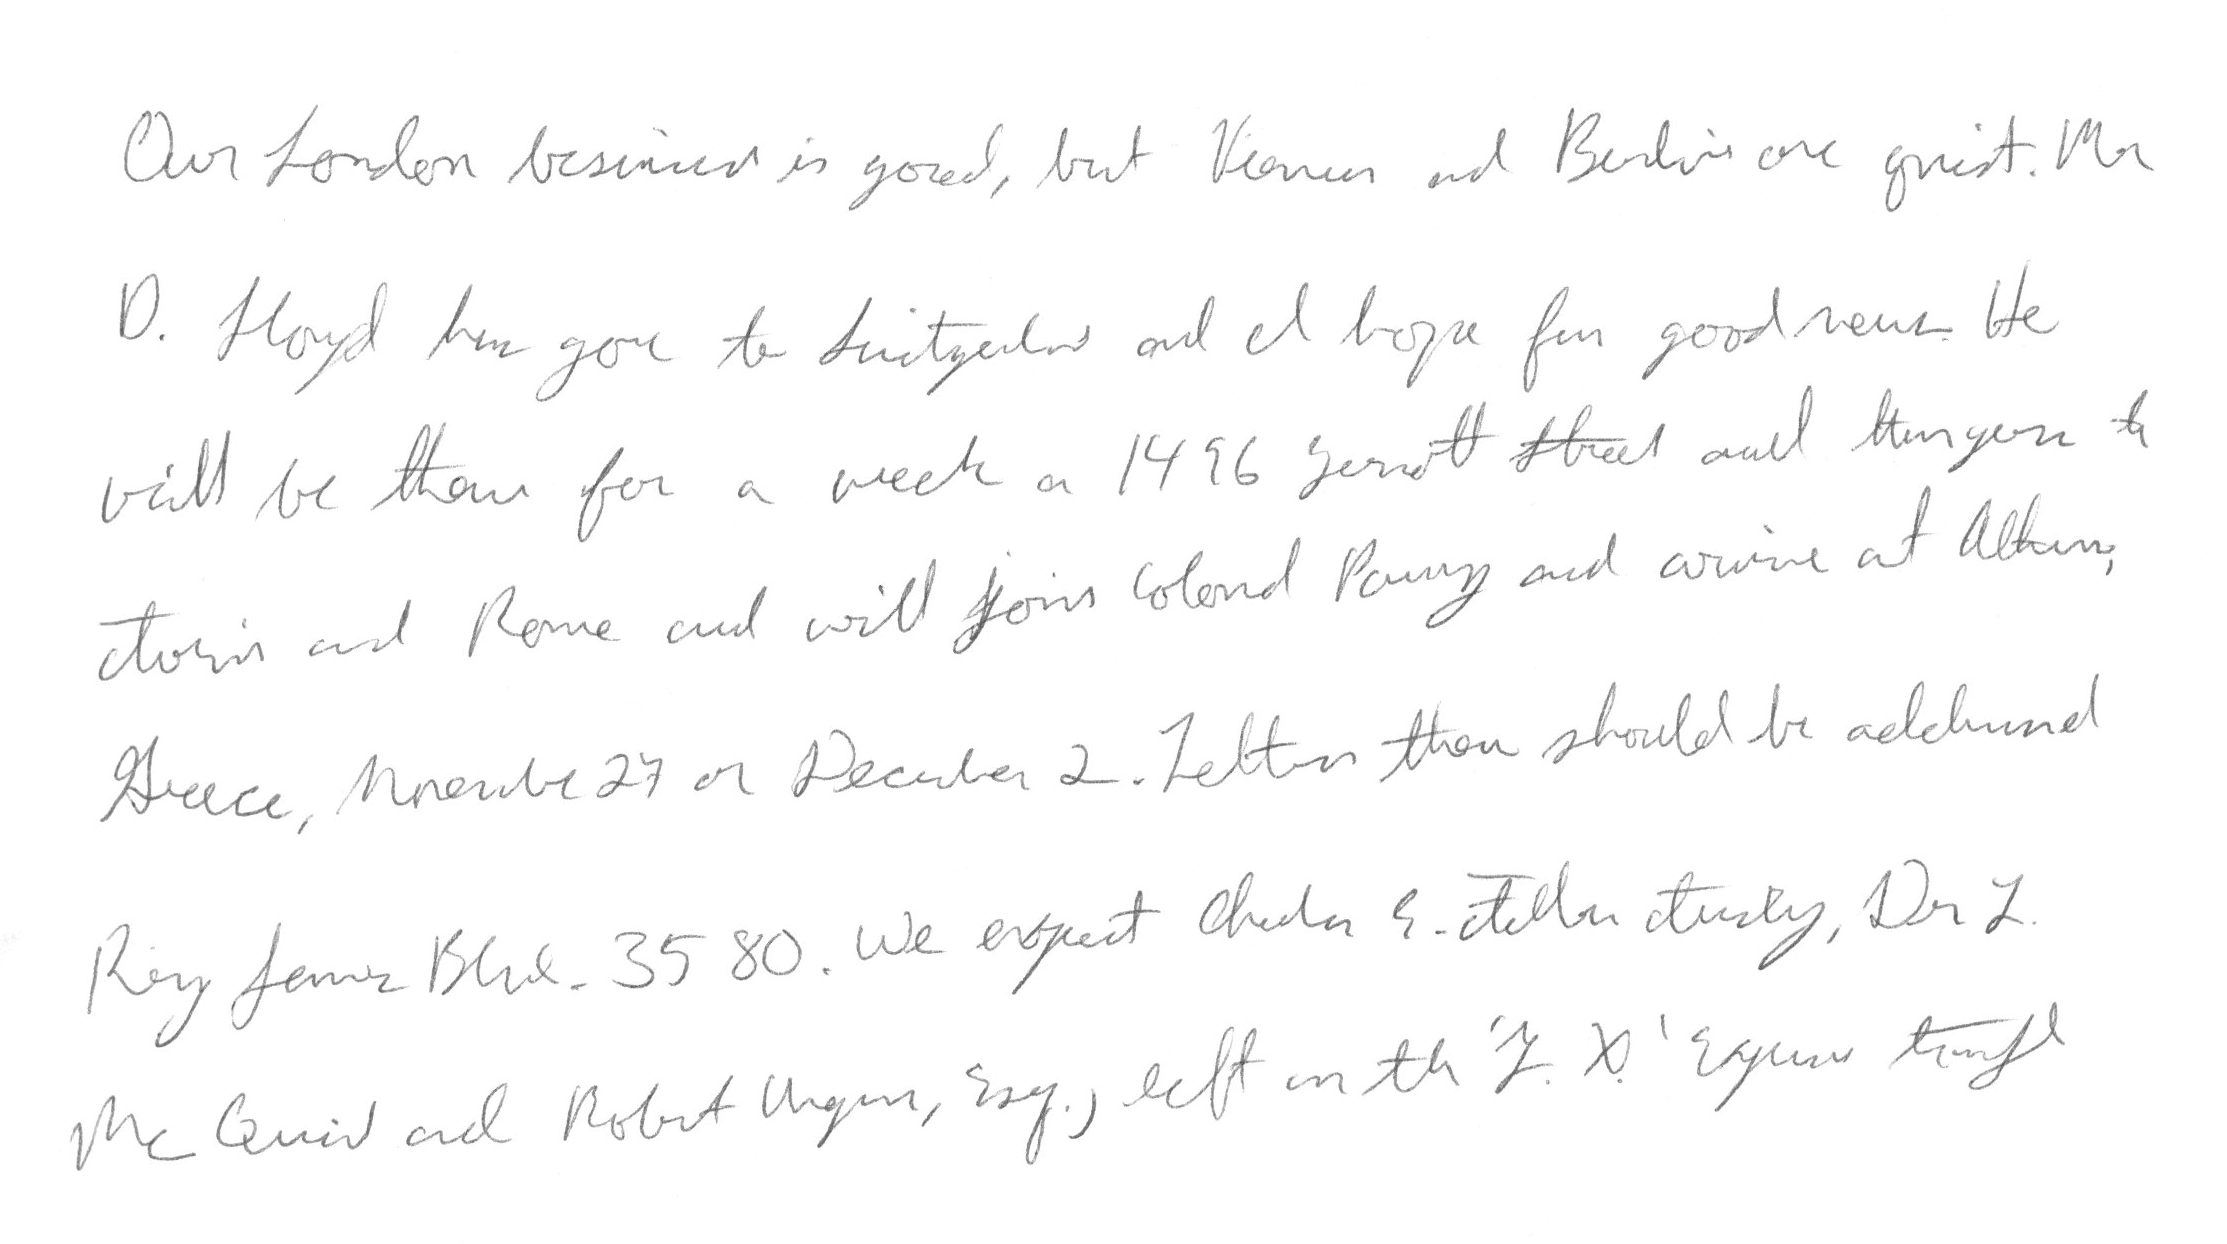 Our London business is good, but Vienna and Berlin are quiet. Mr
D. Lloyd has gone to Switzerland and I hope for good news. He
will be there for a week at 1496 Zermott Street and then goes to
Turin and Rome and will join Colonel Parry and arrive at Athens,
Greece, November 27 or December 2. Letters there should be addressed
King James Blvd. 3580. We expect Charles E. Fuller Tuesday, Dr L.
McQuaid and Robert Unger, Esq., left on the 'Y. X.' Express tonight